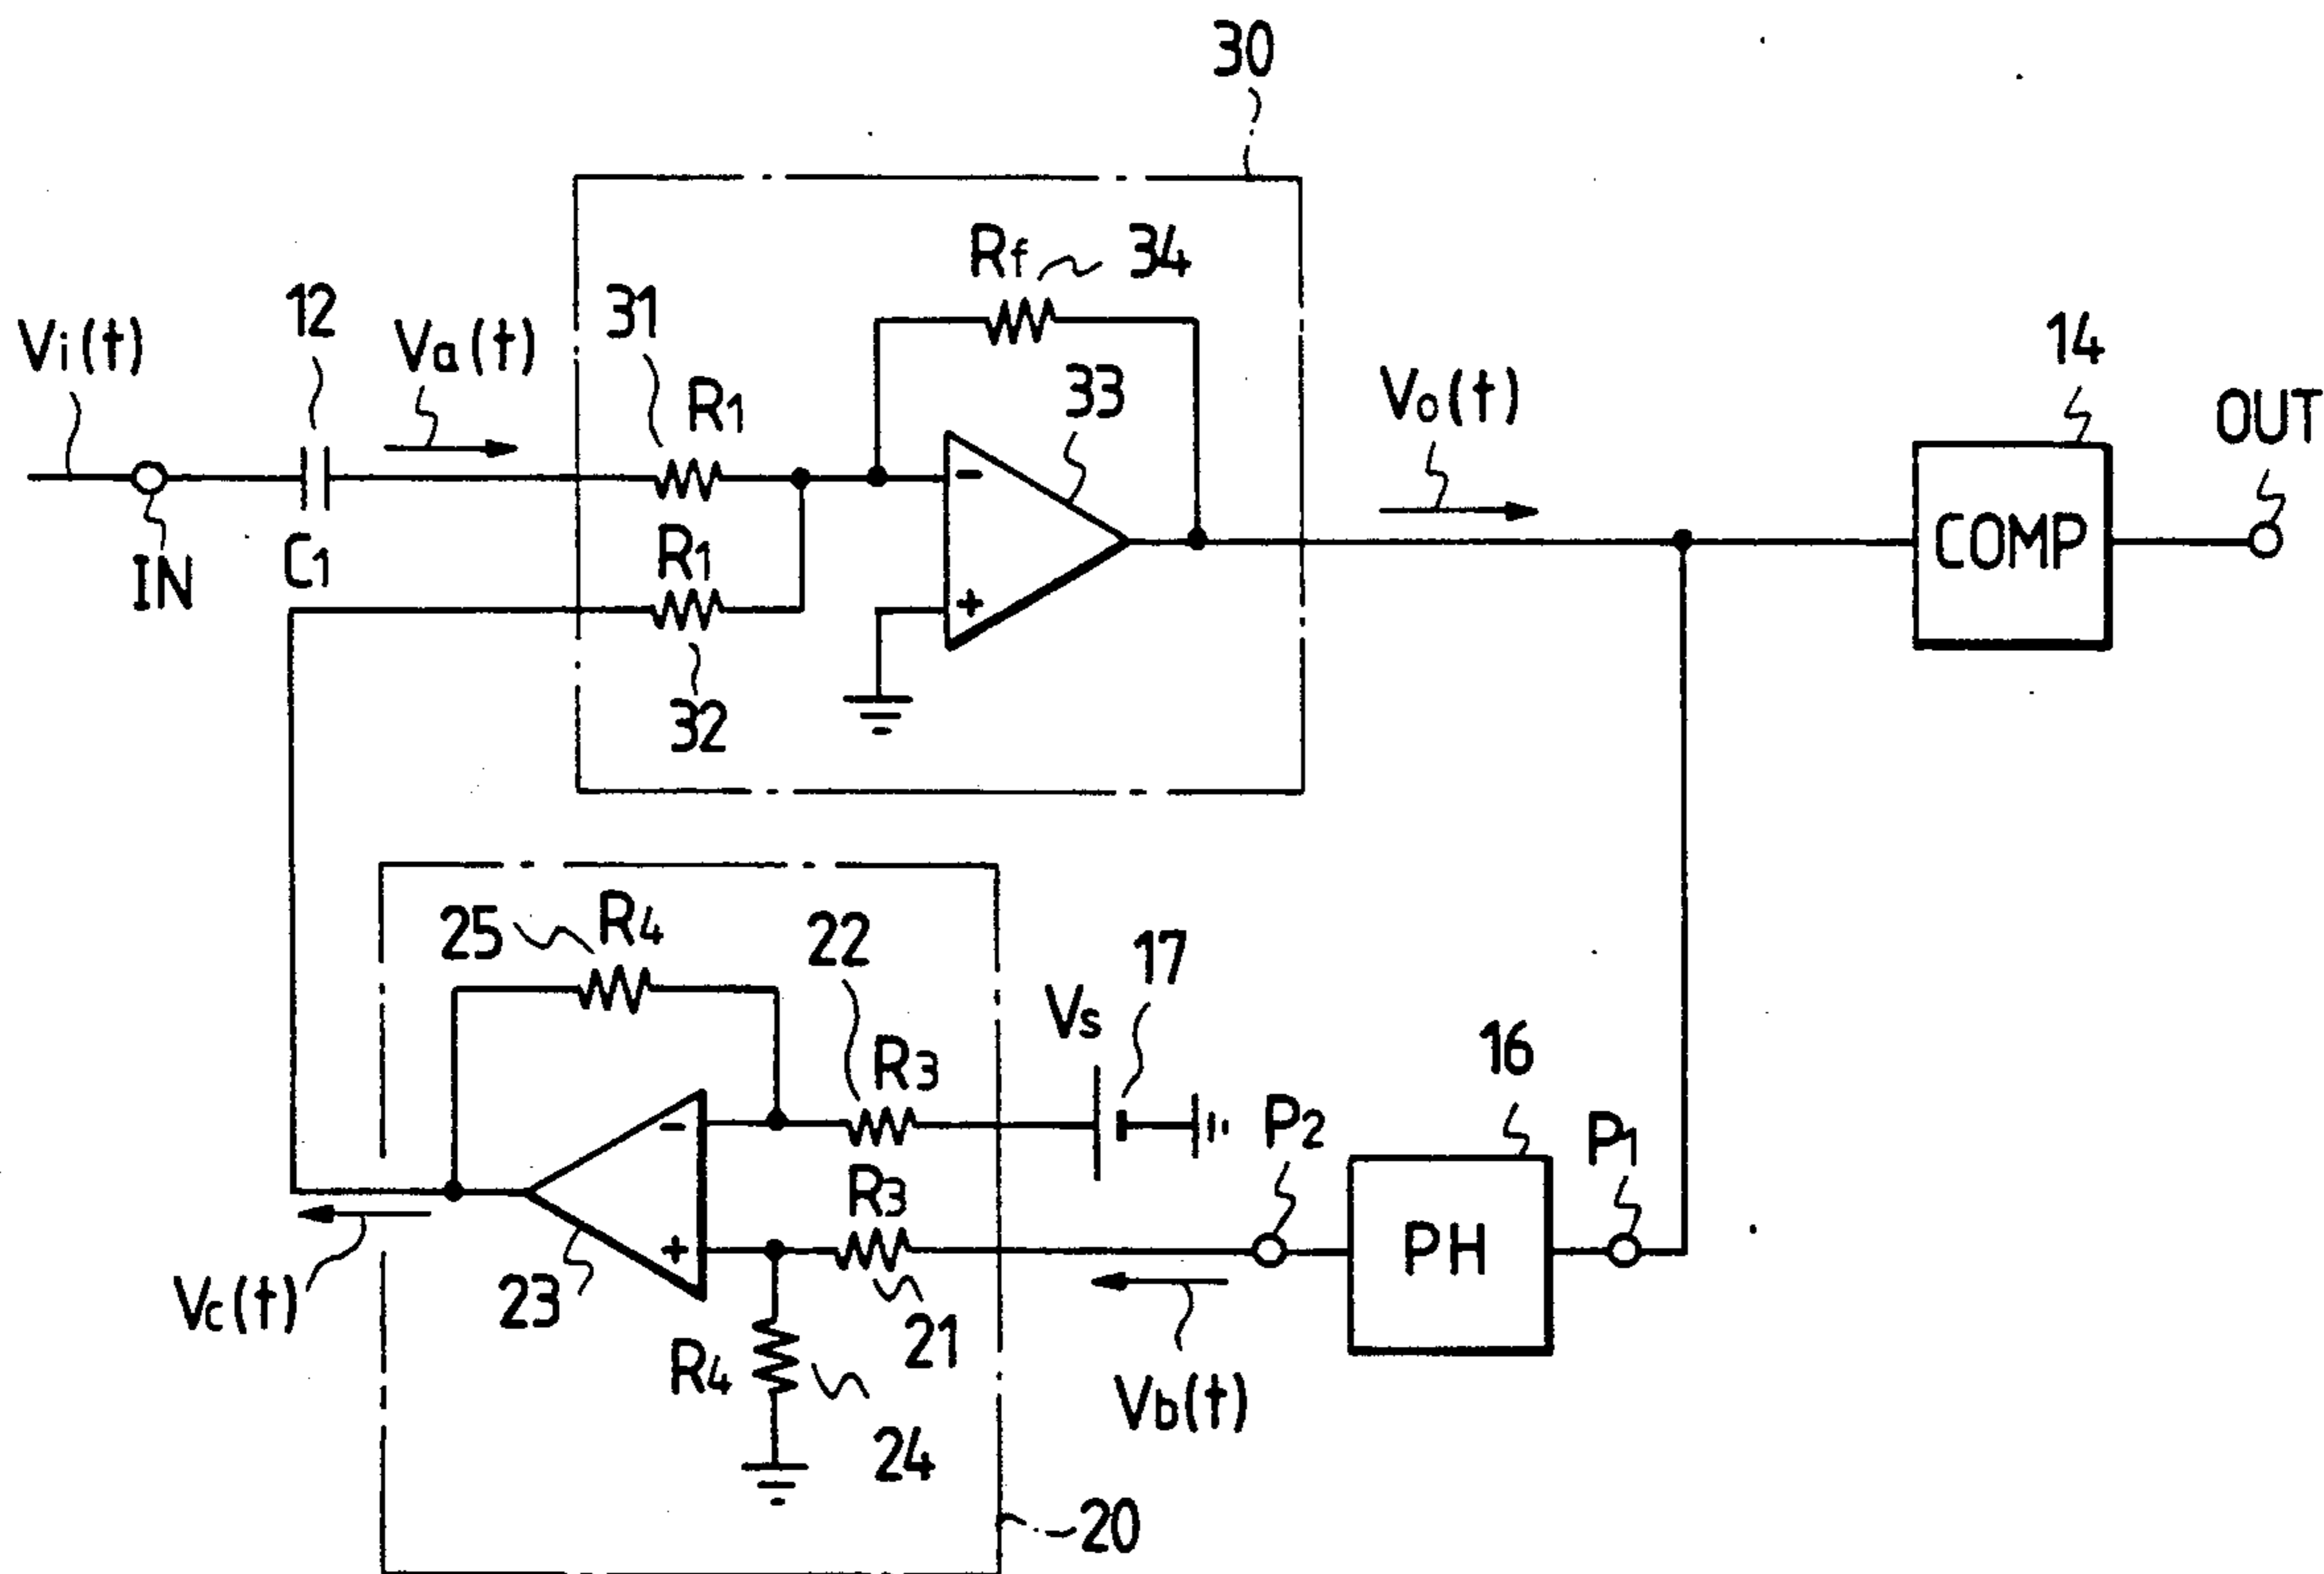 30
Rf
34
12
31
Vi(t)
Va(t)
R1
33
Vo(t)
14
OUT
-
COMP
R1
IN
C1
+
32
25
R4
22
17
Vs
R3
16
P2
P1
-
R3
PH
+
Vc(t)
23
21
R4
Vb(t)
24
20